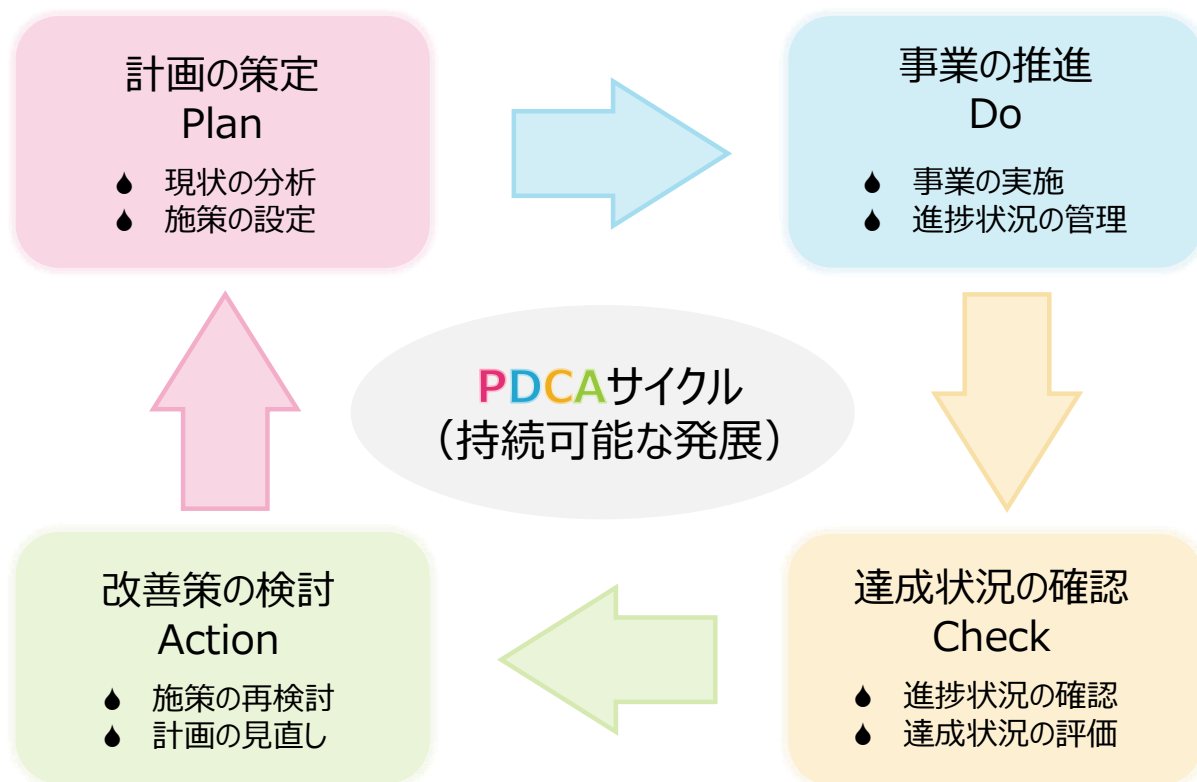 計画の策定
Plan
現状の分析
施策の設定
事業の推進
Do
事業の実施
進捗状況の管理
PDCAサイクル
（持続可能な発展）
改善策の検討
Action
施策の再検討
計画の見直し
達成状況の確認
Check
進捗状況の確認
達成状況の評価